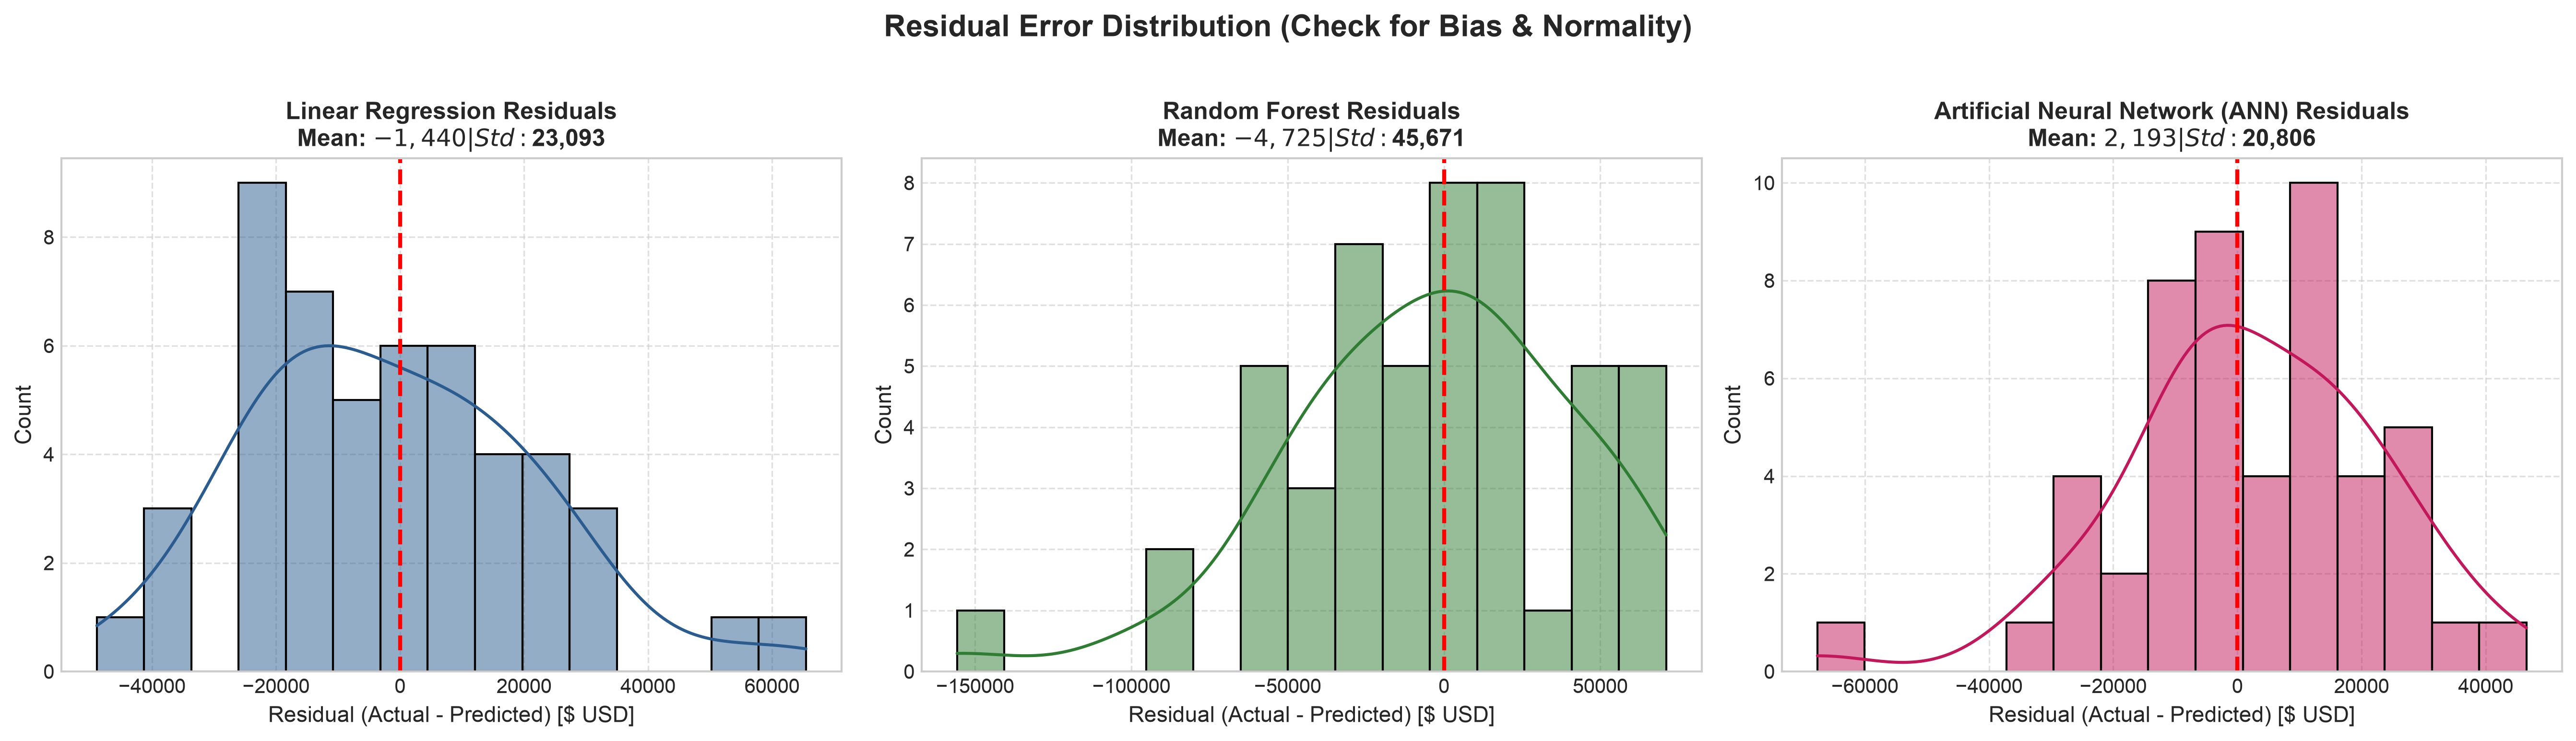 Residual Error Distribution (Check for Bias & Normality)
Linear Regression Residuals
Mean: −1,440|Std:23,093
8
6
4
2
0
Count
−40000 −20000 0 20000 40000 60000
Residual (Actual - Predicted) [$ USD]
Random Forest Residuals
Mean: −4,725|Std:45,671
8
7
6
5
4
3
2
1
0
Count
−150000 −100000 −50000 0 50000
Residual (Actual - Predicted) [$ USD]
Artificial Neural Network (ANN) Residuals
Mean: 2,193|Std:20,806
10
8
6
4
2
0
Count
−60000 −40000 −20000 0 20000 40000
Residual (Actual - Predicted) [$ USD]